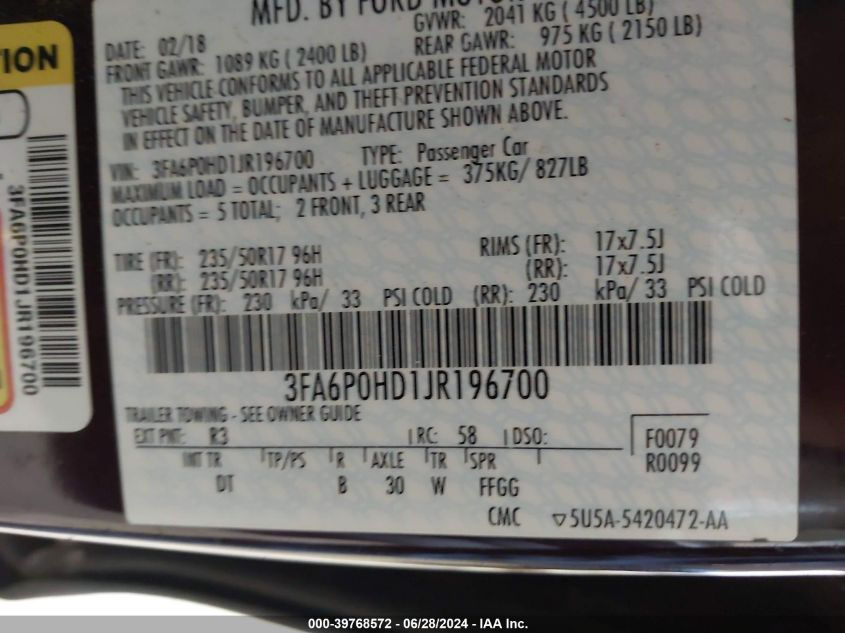 MFD. BY FORD MOTOR
DATE: 02/18 GVWR: 2041 KG ( 4500 LB)
FRONT GAWR: 1089 KG ( 2400 LB) REAR GAWR: 975 KG ( 2150 LB)
THIS VEHICLE CONFORMS TO ALL APPLICABLE FEDERAL MOTOR
VEHICLE SAFETY, BUMPER, AND THEFT PREVENTION STANDARDS
IN EFFECT ON THE DATE OF MANUFACTURE SHOWN ABOVE.
VIN: 3FA6P0HD1JR196700 TYPE: Passenger Car
MAXIMUM LOAD = OCCUPANTS + LUGGAGE = 375KG/ 827LB
OCCUPANTS = 5 TOTAL; 2 FRONT, 3 REAR
TIRE (FR): 235/50R17 96H RIMS (FR): 17x7.5J
(RR): 235/50R17 96H (RR): 17x7.5J
PRESSURE (FR): 230 kPa/ 33 PSI COLD (RR): 230 kPa/ 33 PSI COLD
3FA6P0HD1JR196700
TRAILER TOWING - SEE OWNER GUIDE
EXT PNT: R3 RC: 58 DSO: F0079
R0099
INT TR TP/PS R AXLE TR SPR
DT B 30 W FFGG
CMC 5U5A-5420472-AA
TION
3FA6P0HD1JR196700
000-39768572 / 06/28/2024 - IAA Inc.